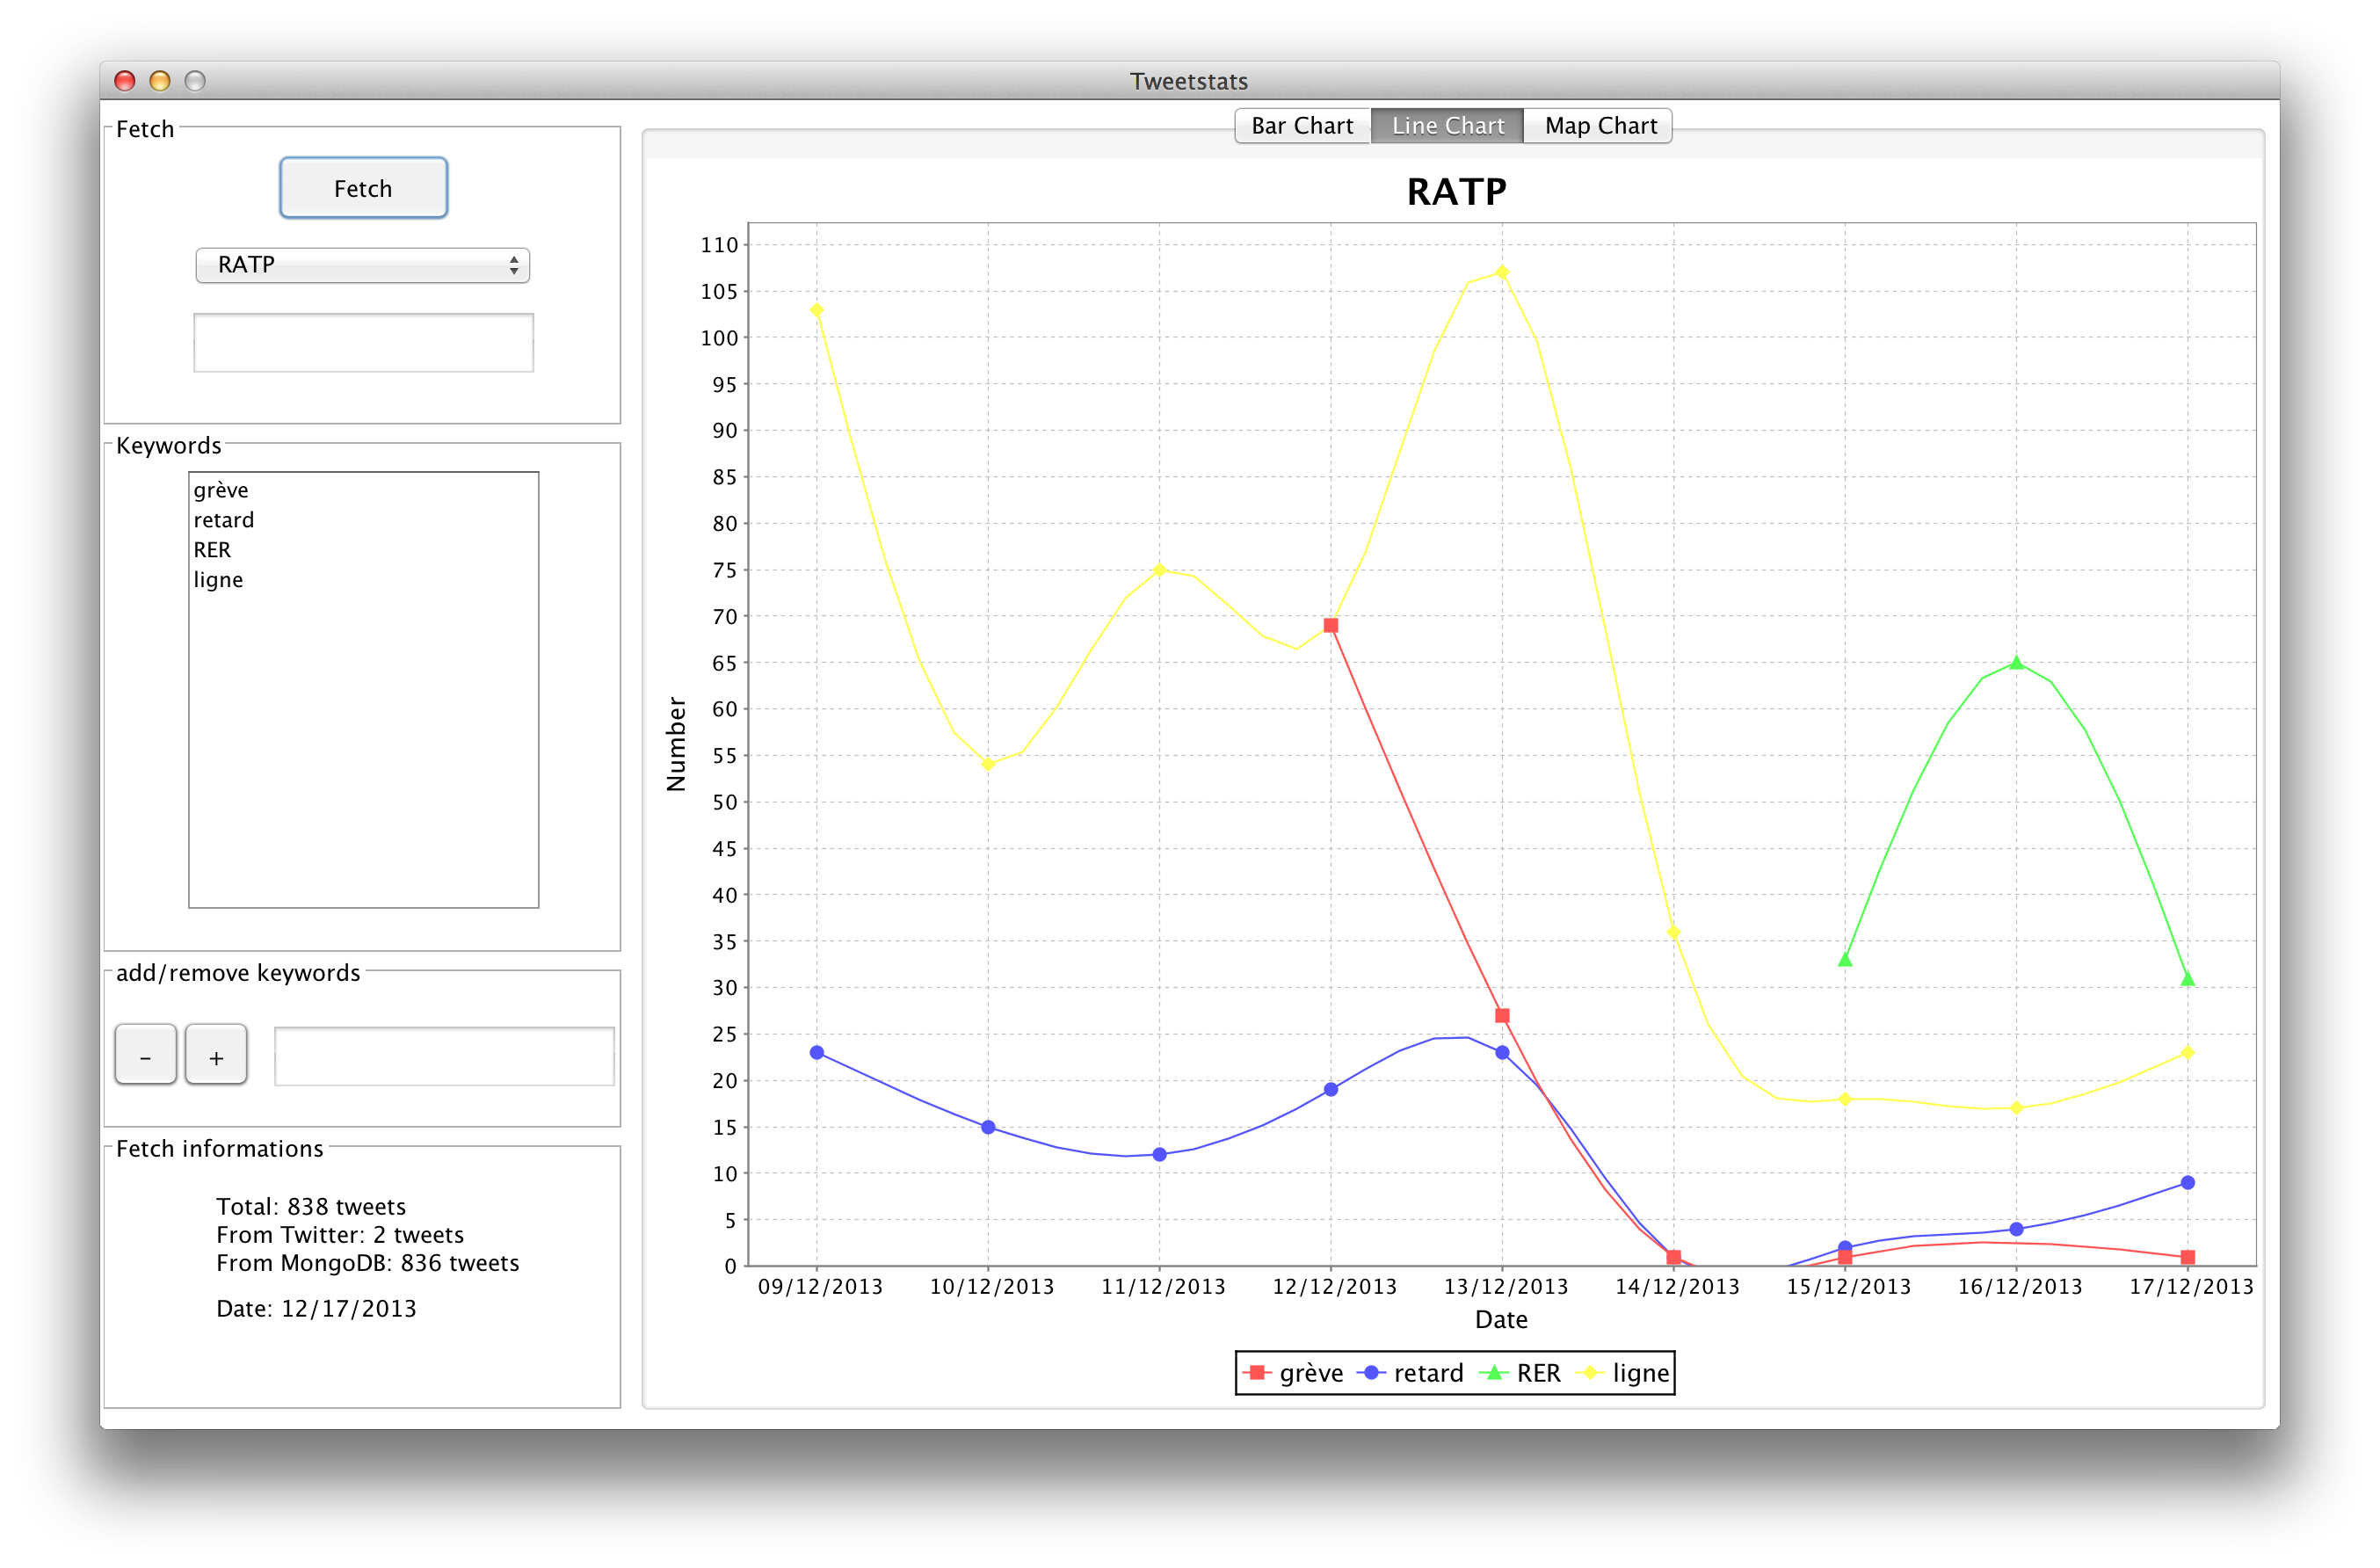 Tweetstats
Fetch
Fetch
RATP
Keywords
grève
retard
RER
ligne
add/remove keywords
- +
Fetch informations
Total: 838 tweets
From Twitter: 2 tweets
From MongoDB: 836 tweets
Date: 12/17/2013
Bar Chart Line Chart Map Chart
RATP
Number
110
105
100
95
90
85
80
75
70
65
60
55
50
45
40
35
30
25
20
15
10
5
0
09/12/2013 10/12/2013 11/12/2013 12/12/2013 13/12/2013 14/12/2013 15/12/2013 16/12/2013 17/12/2013
Date
grève retard RER ligne